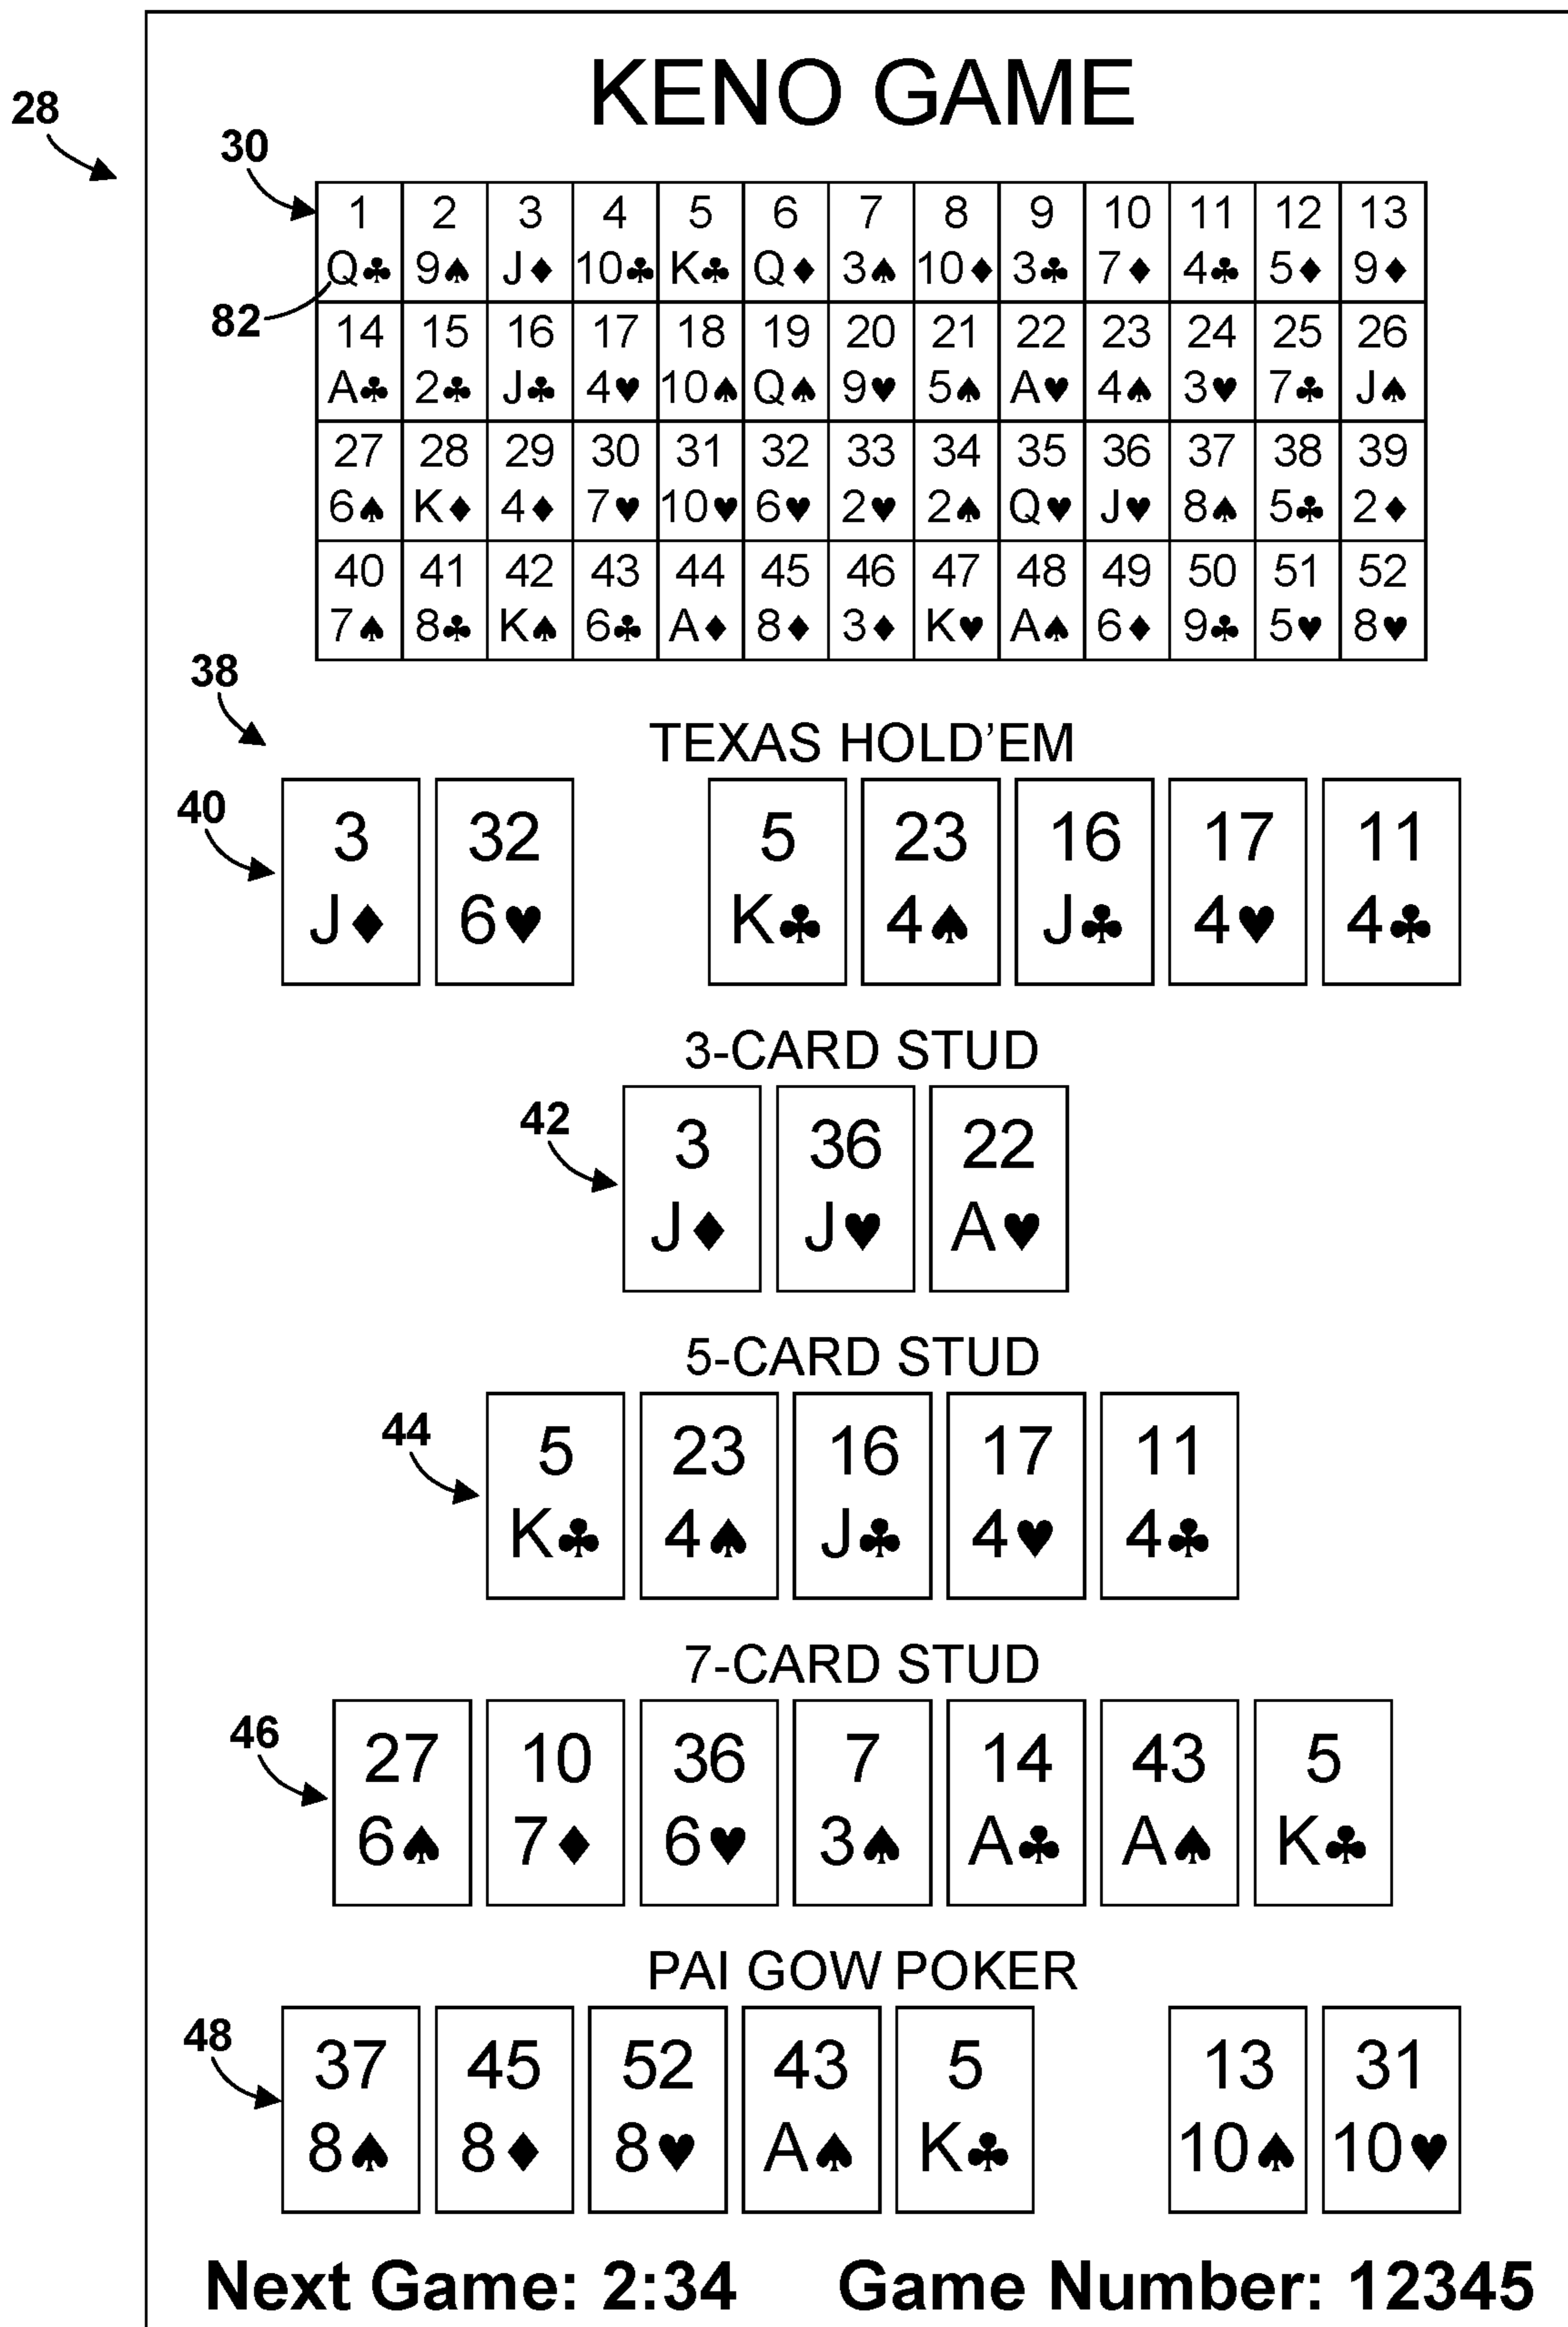 KENO GAME
28
30
1 2 3 4 5 6 7 8 9 10 11 12 13
Q♣ 9♠ J♦ 10♣ K♣ Q♦ 3♠ 10♦ 3♣ 7♦ 4♣ 5♦ 9♦
82
14 15 16 17 18 19 20 21 22 23 24 25 26
A♣ 2♣ J♣ 4♥ 10♠ Q♠ 9♥ 5♠ A♥ 4♠ 3♥ 7♣ J♠
27 28 29 30 31 32 33 34 35 36 37 38 39
6♠ K♦ 4♦ 7♥ 10♥ 6♥ 2♥ 2♠ Q♥ J♥ 8♠ 5♣ 2♦
40 41 42 43 44 45 46 47 48 49 50 51 52
7♠ 8♣ K♠ 6♣ A♦ 8♦ 3♦ K♥ A♠ 6♦ 9♣ 5♥ 8♥
38
TEXAS HOLD'EM
40
3 32 5 23 16 17 11
J♦ 6♥ K♣ 4♠ J♣ 4♥ 4♣
3-CARD STUD
42
3 36 22
J♦ J♥ A♥
5-CARD STUD
44
5 23 16 17 11
K♣ 4♠ J♣ 4♥ 4♣
7-CARD STUD
46
27 10 36 7 14 43 5
6♠ 7♦ 6♥ 3♠ A♣ A♠ K♣
PAI GOW POKER
48
37 45 52 43 5 13 31
8♠ 8♦ 8♥ A♠ K♣ 10♠ 10♥
Next Game: 2:34 Game Number: 12345